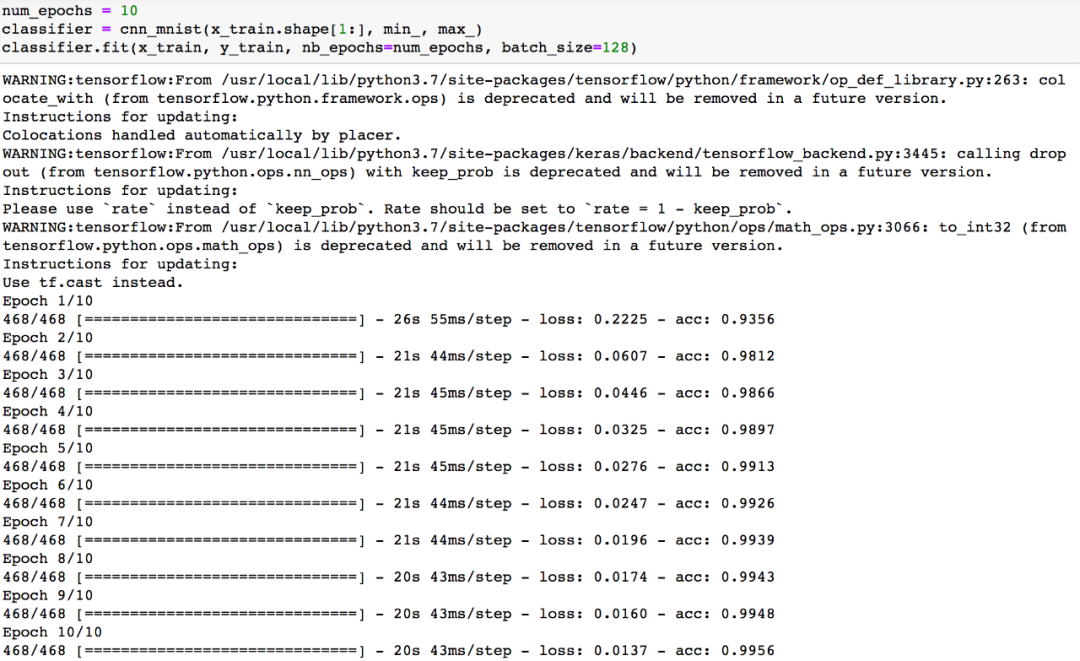 num_epochs = 10
classifier = cnn_mnist(x_train.shape[1:], min_, max_)
classifier.fit(x_train, y_train, nb_epochs=num_epochs, batch_size=128)
WARNING:tensorflow:From /usr/local/lib/python3.7/site-packages/tensorflow/python/framework/op_def_library.py:263: col
ocate_with (from tensorflow.python.framework.ops) is deprecated and will be removed in a future version.
Instructions for updating:
Colocations handled automatically by placer.
WARNING:tensorflow:From /usr/local/lib/python3.7/site-packages/keras/backend/tensorflow_backend.py:3445: calling drop
out (from tensorflow.python.ops.nn_ops) with keep_prob is deprecated and will be removed in a future version.
Instructions for updating:
Please use `rate` instead of `keep_prob`. Rate should be set to `rate = 1 - keep_prob`.
WARNING:tensorflow:From /usr/local/lib/python3.7/site-packages/tensorflow/python/ops/math_ops.py:3066: to_int32 (from
tensorflow.python.ops.math_ops) is deprecated and will be removed in a future version.
Instructions for updating:
Use tf.cast instead.
Epoch 1/10
468/468 [==============================] - 26s 55ms/step - loss: 0.2225 - acc: 0.9356
Epoch 2/10
468/468 [==============================] - 21s 44ms/step - loss: 0.0607 - acc: 0.9812
Epoch 3/10
468/468 [==============================] - 21s 45ms/step - loss: 0.0446 - acc: 0.9866
Epoch 4/10
468/468 [==============================] - 21s 45ms/step - loss: 0.0325 - acc: 0.9897
Epoch 5/10
468/468 [==============================] - 21s 45ms/step - loss: 0.0276 - acc: 0.9913
Epoch 6/10
468/468 [==============================] - 21s 44ms/step - loss: 0.0247 - acc: 0.9926
Epoch 7/10
468/468 [==============================] - 21s 44ms/step - loss: 0.0196 - acc: 0.9939
Epoch 8/10
468/468 [==============================] - 20s 43ms/step - loss: 0.0174 - acc: 0.9943
Epoch 9/10
468/468 [==============================] - 20s 43ms/step - loss: 0.0160 - acc: 0.9948
Epoch 10/10
468/468 [==============================] - 20s 43ms/step - loss: 0.0137 - acc: 0.9956